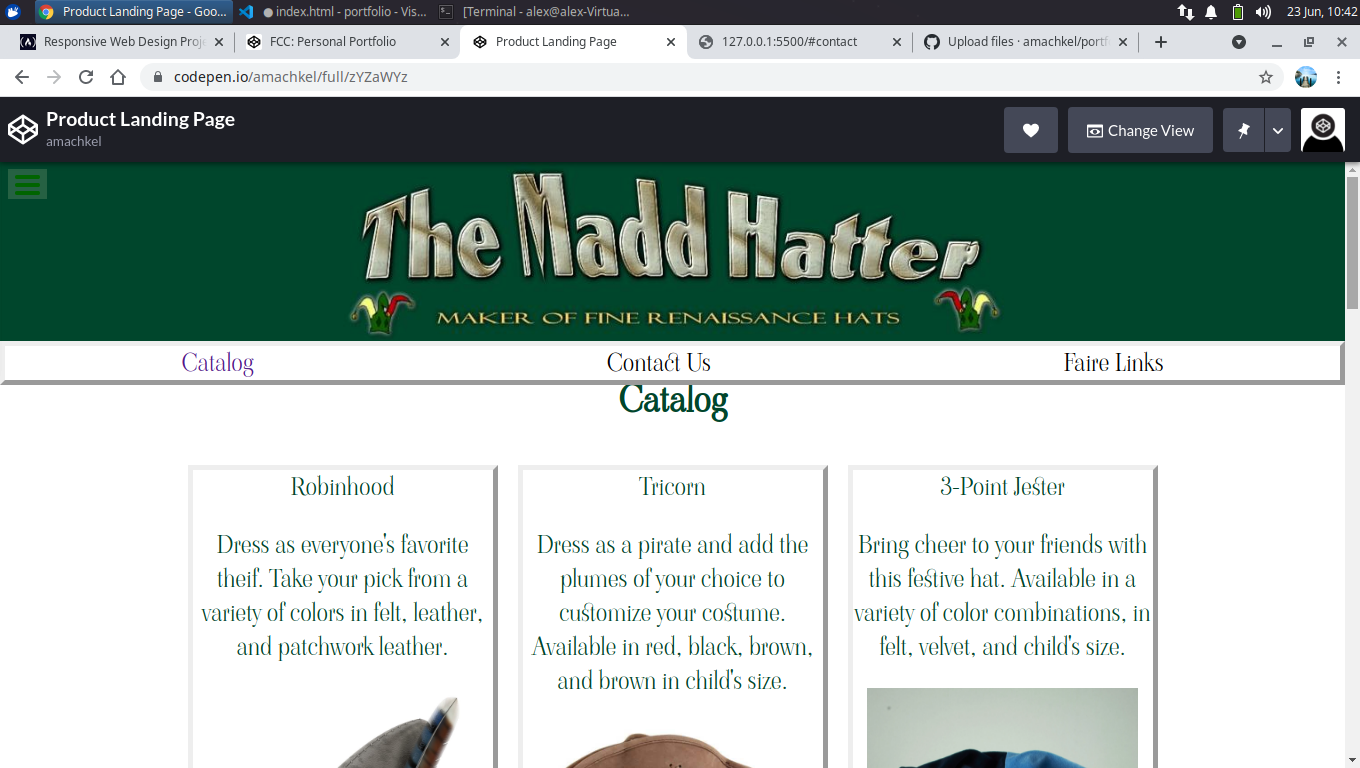 Product Landing Page - Goo...
index.html - portfolio - Vis...
[Terminal - alex@alex-Virtua...
23 Jun, 10:42
Responsive Web Design Proje
FCC: Personal Portfolio
Product Landing Page
127.0.0.1:5500/#contact
Upload files · amachkel/portf
codepen.io/amachkel/full/zYZaWYz
Product Landing Page
amachkel
Change View
The Madd Hatter
MAKER OF FINE RENAISSANCE HATS
Catalog
Contact Us
Faire Links
Catalog
Robinhood
Dress as everyone's favorite
theif. Take your pick from a
variety of colors in felt, leather,
and patchwork leather.
Tricorn
Dress as a pirate and add the
plumes of your choice to
customize your costume.
Available in red, black, brown,
and brown in child's size.
3-Point Jester
Bring cheer to your friends with
this festive hat. Available in a
variety of color combinations, in
felt, velvet, and child's size.